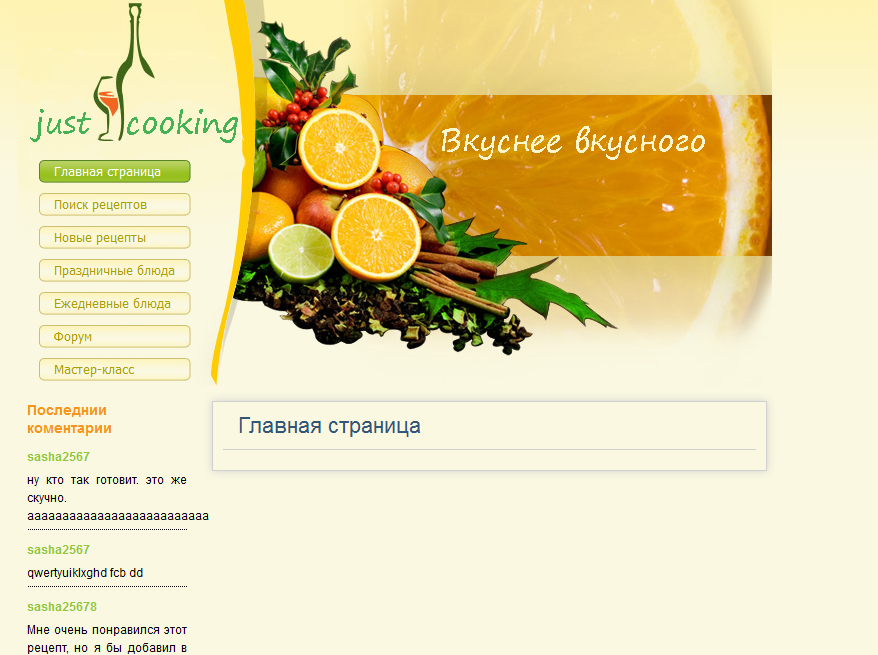 just cooking
Вкуснее вкусного
Главная страница
Поиск рецептов
Новые рецепты
Праздничные блюда
Ежедневные блюда
Форум
Мастер-класс
Последнии
коментарии
sasha2567
ну кто так готовит. это же
скучно.
аааааааааааааааааааааааааа
sasha2567
qwertyuiklxghd fcb dd
sasha25678
Мне очень понравился этот
рецепт, но я бы добавил в
Главная страница